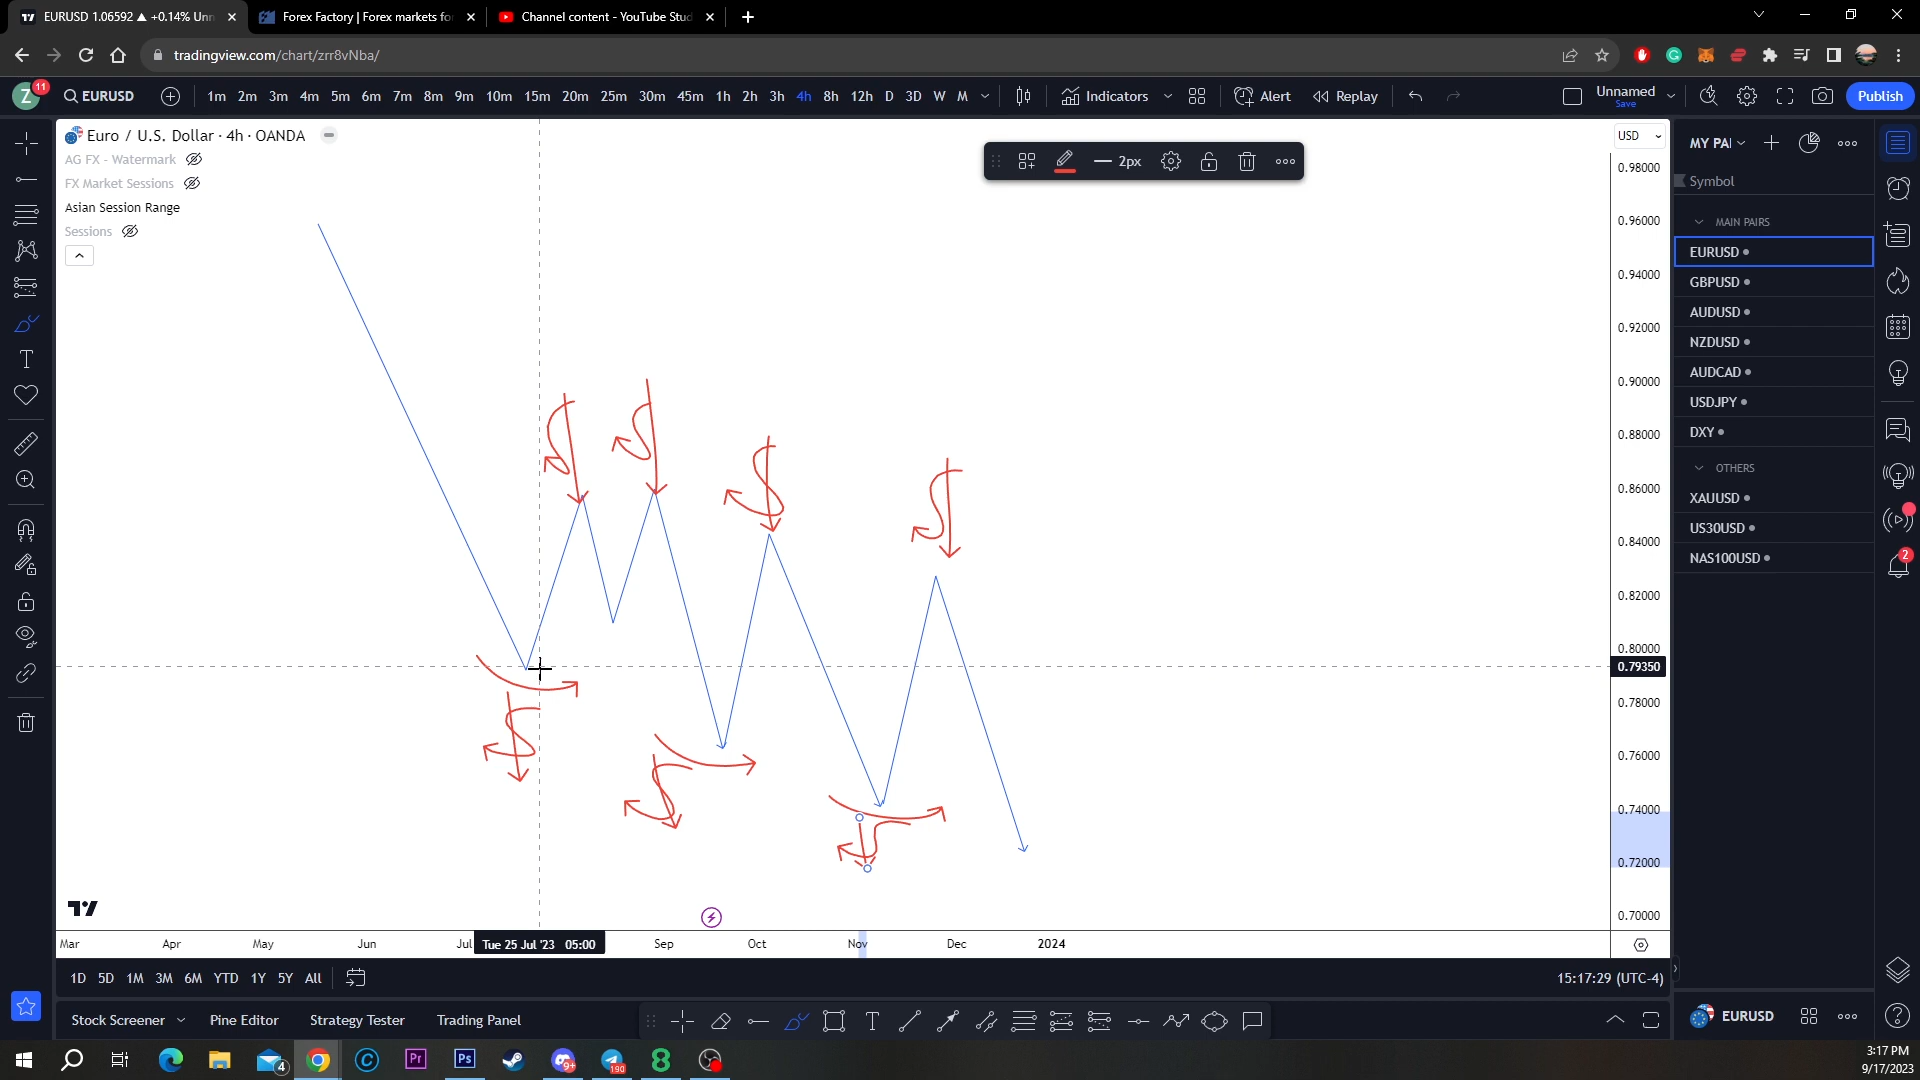 EURUSD 1.06592 ▲ +0.14% Unn
Forex Factory | Forex markets fo
Channel content - YouTube Stud
tradingview.com/chart/zrr8vNba/
Z 11
EURUSD
1m 2m 3m 4m 5m 6m 7m 8m 9m 10m 15m 20m 25m 30m 45m 1h 2h 3h 4h 8h 12h D 3D W M
Indicators
Alert
Replay
Unnamed
Save
Publish
Euro / U.S. Dollar · 4h · OANDA
AG FX - Watermark
FX Market Sessions
Asian Session Range
Sessions
2px
USD
0.98000
0.96000
0.94000
0.92000
0.90000
0.88000
0.86000
0.84000
0.82000
0.80000
0.79350
0.78000
0.76000
0.74000
0.72000
0.70000
$ $ $ $
$ $ $
MY PAI
Symbol
MAIN PAIRS
EURUSD
GBPUSD
AUDUSD
NZDUSD
AUDCAD
USDJPY
DXY
OTHERS
XAUUSD
US30USD
NAS100USD
2
Mar Apr May Jun Jul Tue 25 Jul '23 05:00 Sep Oct Nov Dec 2024
1D 5D 1M 3M 6M YTD 1Y 5Y All
15:17:29 (UTC-4)
Stock Screener Pine Editor Strategy Tester Trading Panel
EURUSD
4
Pr
Ps
9+
190
3:17 PM
9/17/2023